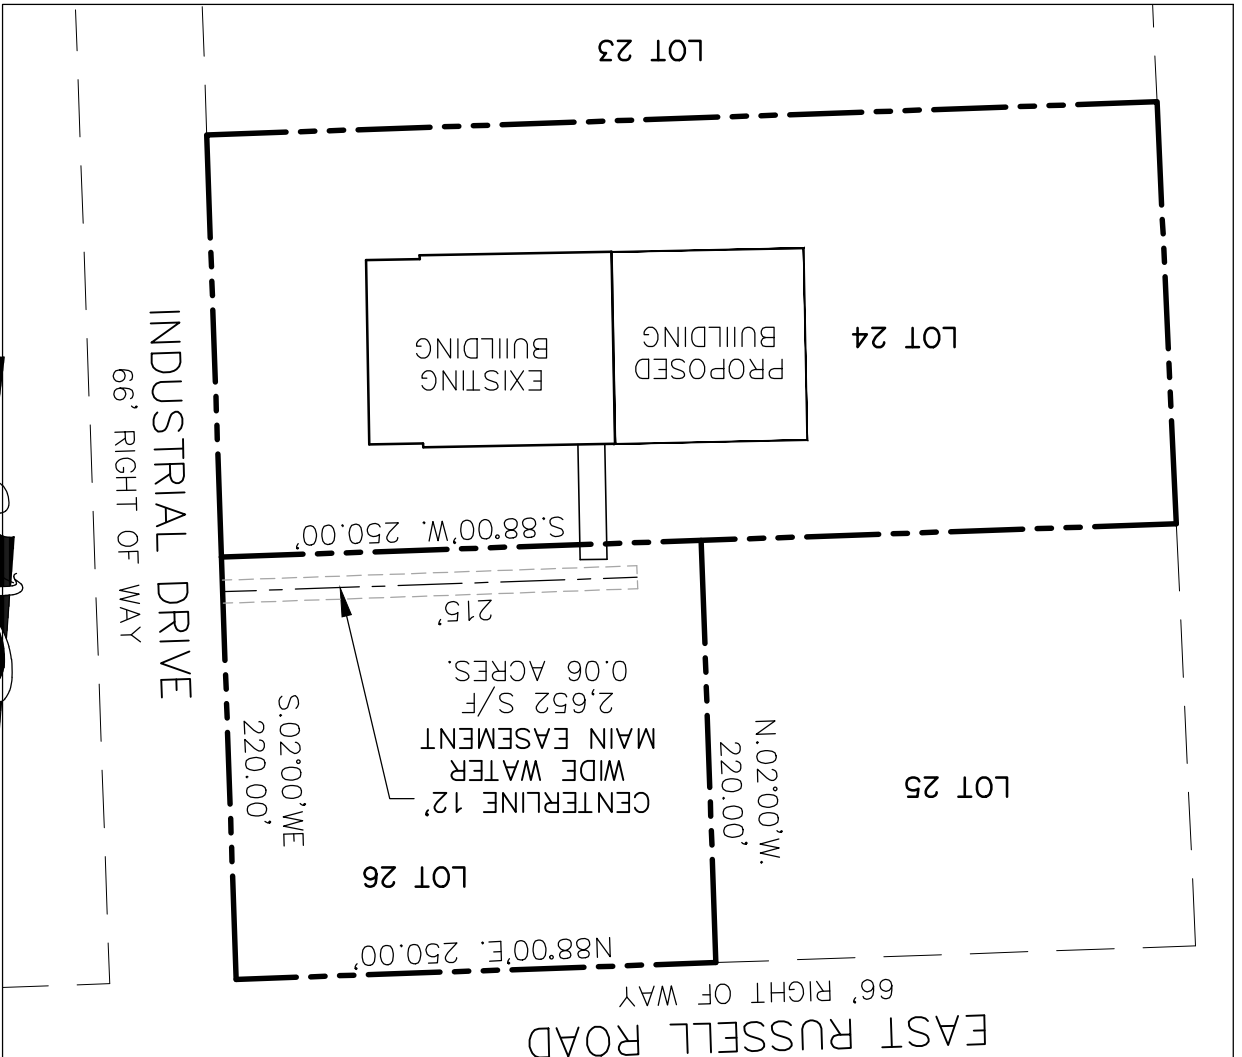 EAST RUSSELL ROAD
66' RIGHT OF WAY
N88°00'E. 250.00'
LOT 26
LOT 25
CENTERLINE 12'
WIDE WATER
MAIN EASEMENT
2,652 S/F
0.06 ACRES.
N.02°00'W.
220.00'
S.02°00'WE
220.00'
215'
S.88°00'W. 250.00'
INDUSTRIAL DRIVE
66' RIGHT OF WAY
EXISTING
BUIILDING
PROPOSED
BUIILDING
LOT 24
LOT 23